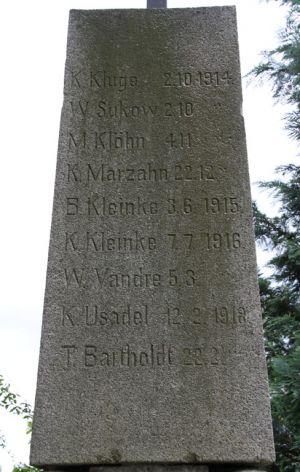 K. Kluge 2.10.1914.
W. Sukow 2.10. "
M. Klöhn 4.11. "
K. Marzahn 22.12. "
B. Kleinke 3.6.1915.
K. Kleinke 7.7.1916.
W. Vandre 5.3.
K. Usadel 12.2.1918.
T. Bartholdt 22.2. "